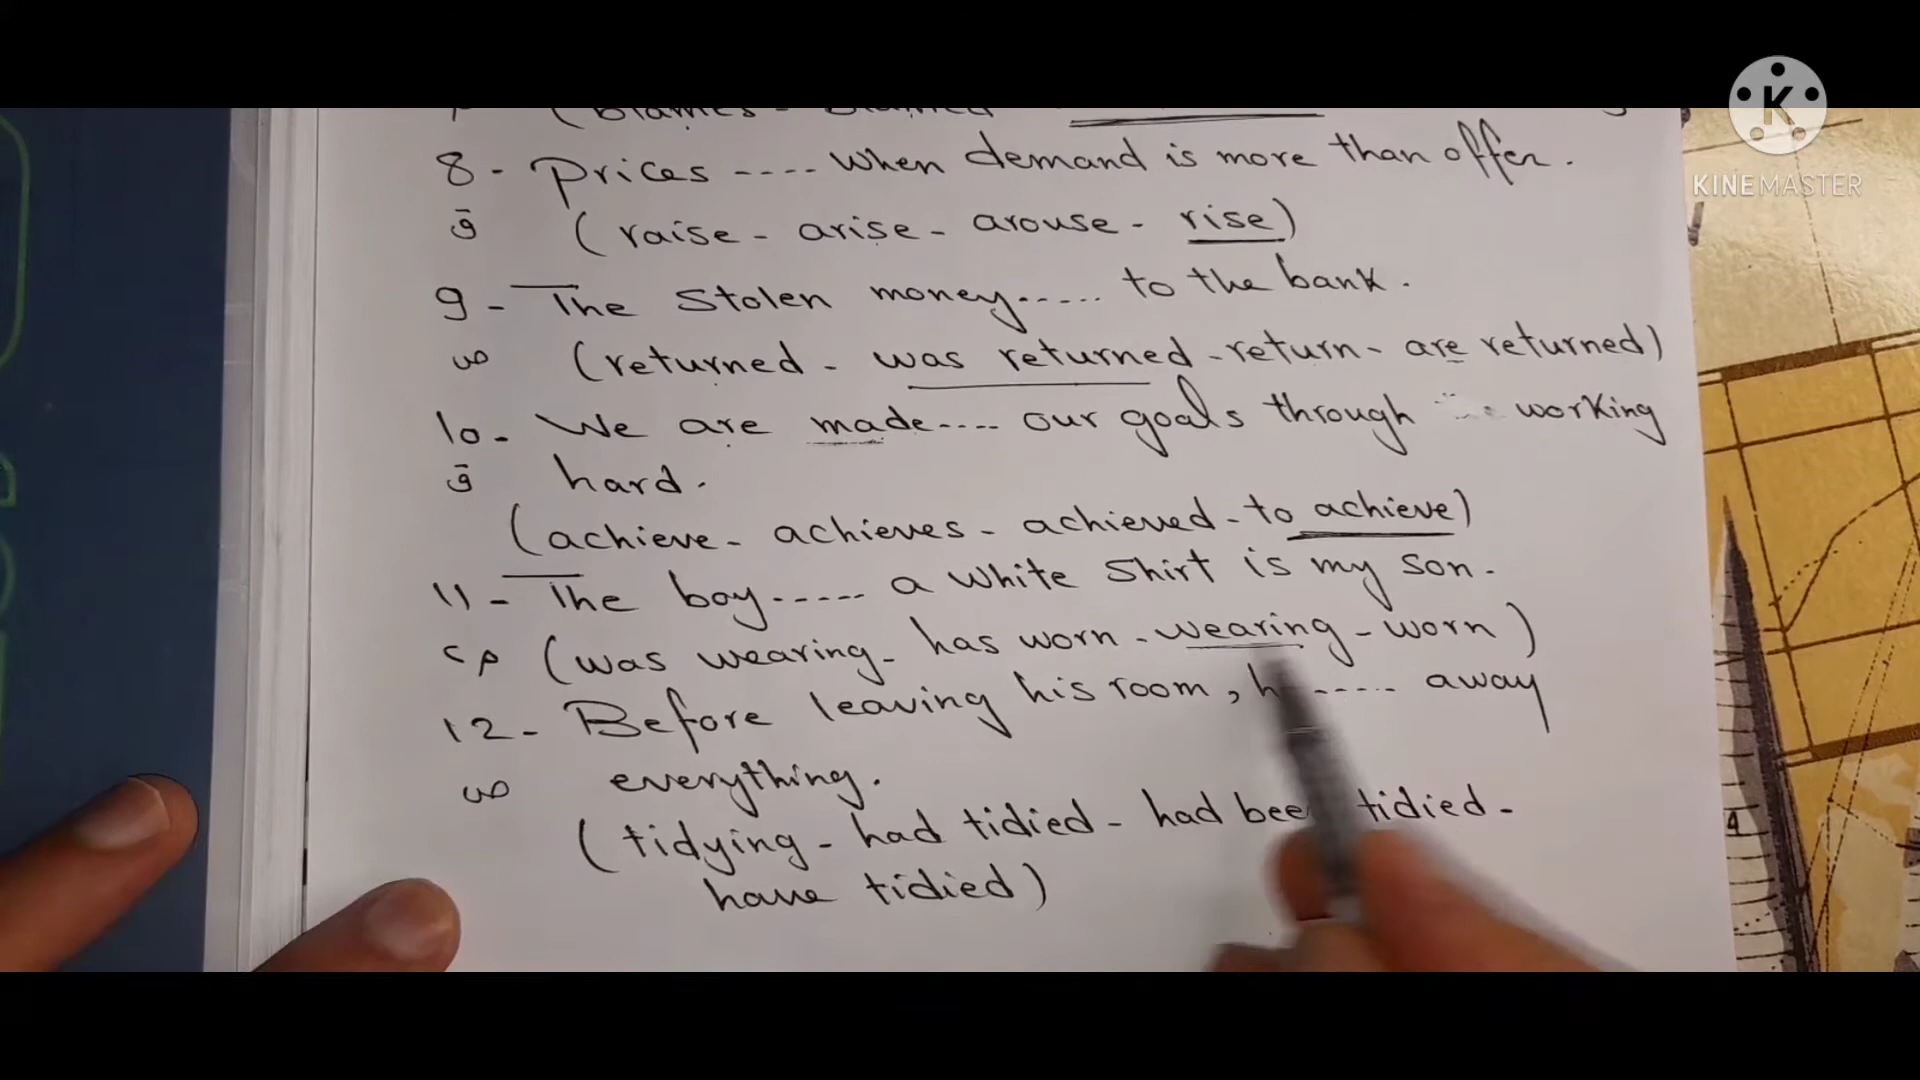 8 - Prices ---- when demand is more than offer.
(raise - arise - arouse - rise)
9 - The stolen money ----- to the bank.
(returned - was returned - return - are returned)
10 - We are made ---- our goals through working
hard.
(achieve - achieves - achieved - to achieve)
11 - The boy ----- a white shirt is my son.
(was wearing - has worn - wearing - worn)
12 - Before leaving his room, ----- away
everything.
(tidying - had tidied - had tidied -
have tidied)
KINEMASTER